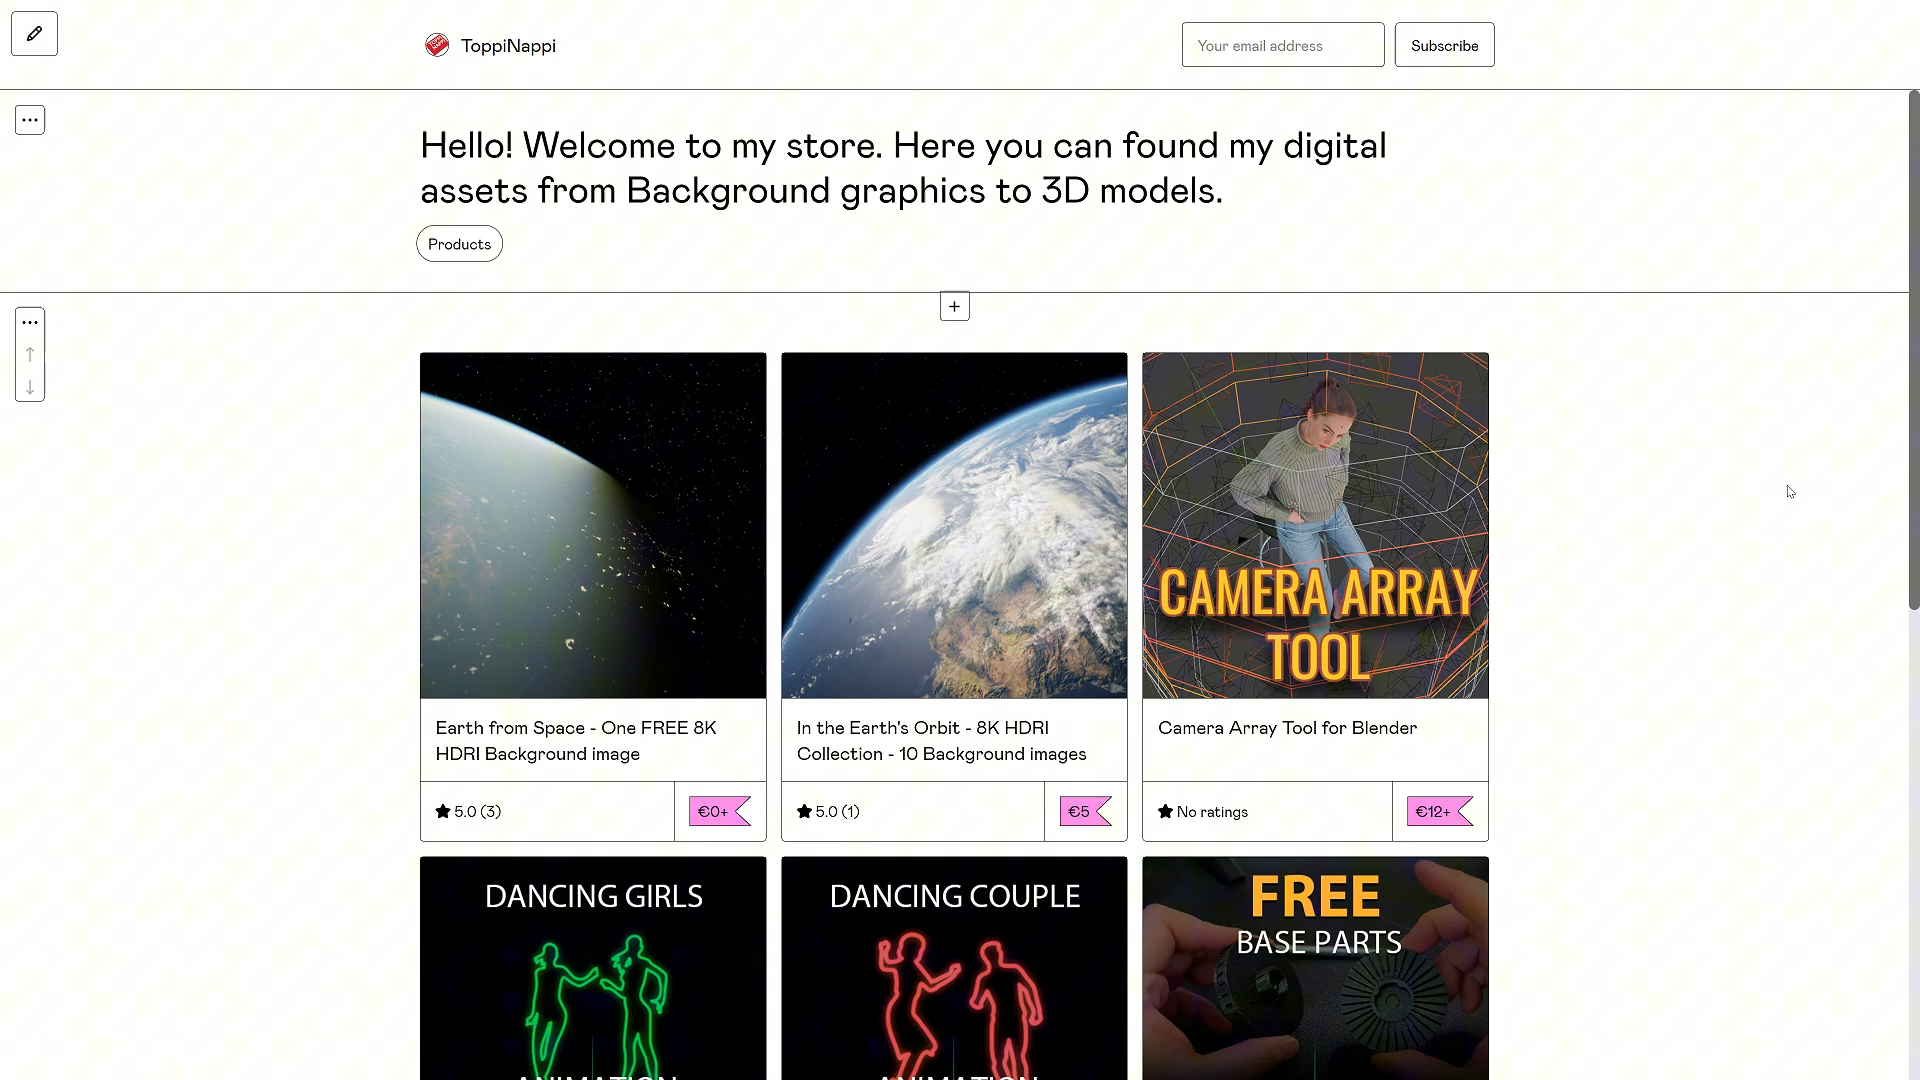 ToppiNappi
Your email address
Subscribe
Hello! Welcome to my store. Here you can found my digital
assets from Background graphics to 3D models.
Products
CAMERA ARRAY
TOOL
Earth from Space - One FREE 8K
HDRI Background image
In the Earth's Orbit - 8K HDRI
Collection - 10 Background images
Camera Array Tool for Blender
5.0 (3)
€0+
5.0 (1)
€5
No ratings
€12+
DANCING GIRLS
DANCING COUPLE
FREE
BASE PARTS
ANIMATION
ANIMATION